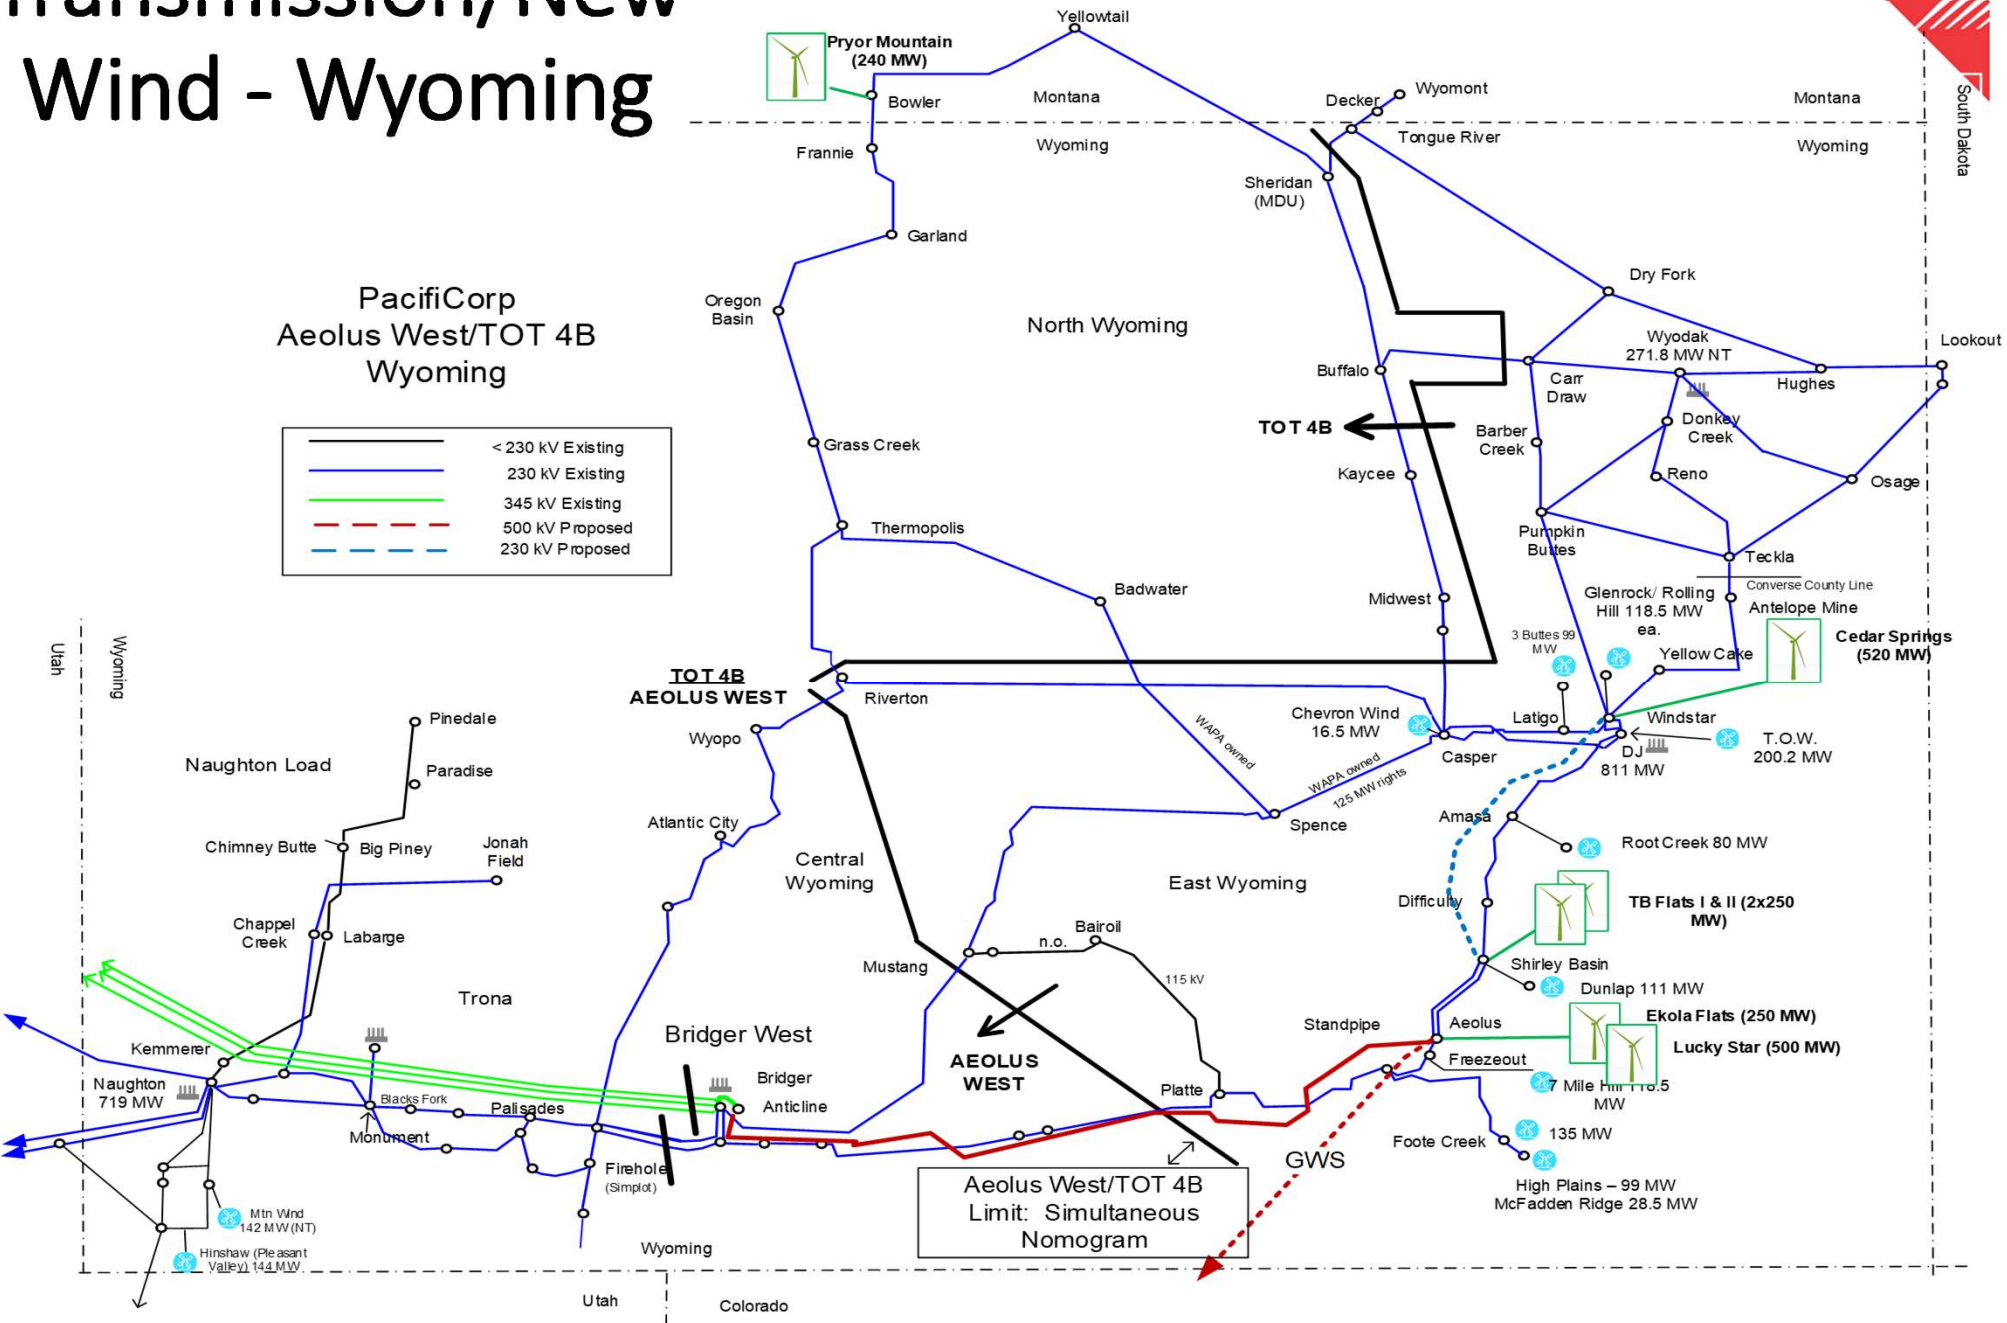 Transmission/New
Wind - Wyoming
Yellowtail
Pryor Mountain
(240 MW)
Bowler
Montana
Wyoming
Decker
Wyomont
Tongue River
Montana
Wyoming
South Dakota
Frannie
Sheridan
(MDU)
Garland
PacifiCorp
Aeolus West/TOT 4B
Wyoming
Oregon
Basin
North Wyoming
Dry Fork
Wyodak
271.8 MW NT
Lookout
Buffalo
Carr
Draw
Hughes
< 230 kV Existing
230 kV Existing
345 kV Existing
500 kV Proposed
230 kV Proposed
TOT 4B
Grass Creek
Barber
Creek
Donkey
Creek
Kaycee
Reno
Osage
Thermopolis
Pumpkin
Buttes
Teckla
Converse County Line
Badwater
Midwest
Glenrock/ Rolling
Hill 118.5 MW
ea.
Antelope Mine
3 Buttes 99
MW
Yellow Cake
Cedar Springs
(520 MW)
Utah
Wyoming
TOT 4B
AEOLUS WEST
Riverton
Pinedale
Wyopo
WAPA owned
Chevron Wind
16.5 MW
Latigo
Windstar
Casper
DJ
811 MW
T.O.W.
200.2 MW
Naughton Load
Paradise
WAPA owned
125 MW rights
Atlantic City
Spence
Amasa
Root Creek 80 MW
Chimney Butte
Big Piney
Jonah
Field
Central
Wyoming
East Wyoming
Difficulty
TB Flats I & II (2x250
MW)
Chappel
Creek
Labarge
Bairoil
n.o.
Mustang
115 kV
Shirley Basin
Dunlap 111 MW
Trona
Bridger West
Standpipe
Aeolus
Ekola Flats (250 MW)
Lucky Star (500 MW)
Kemmerer
AEOLUS
WEST
Freezeout
Naughton
719 MW
Bridger
Anticline
Platte
7 Mile Hill 118.5
MW
Blacks Fork
Palisades
Monument
Foote Creek
135 MW
Firehole
(Simplot)
GWS
Aeolus West/TOT 4B
Limit: Simultaneous
Nomogram
High Plains – 99 MW
McFadden Ridge 28.5 MW
Mtn Wind
142 MW (NT)
Hinshaw (Pleasant
Valley) 144 MW
Wyoming
Utah
Colorado